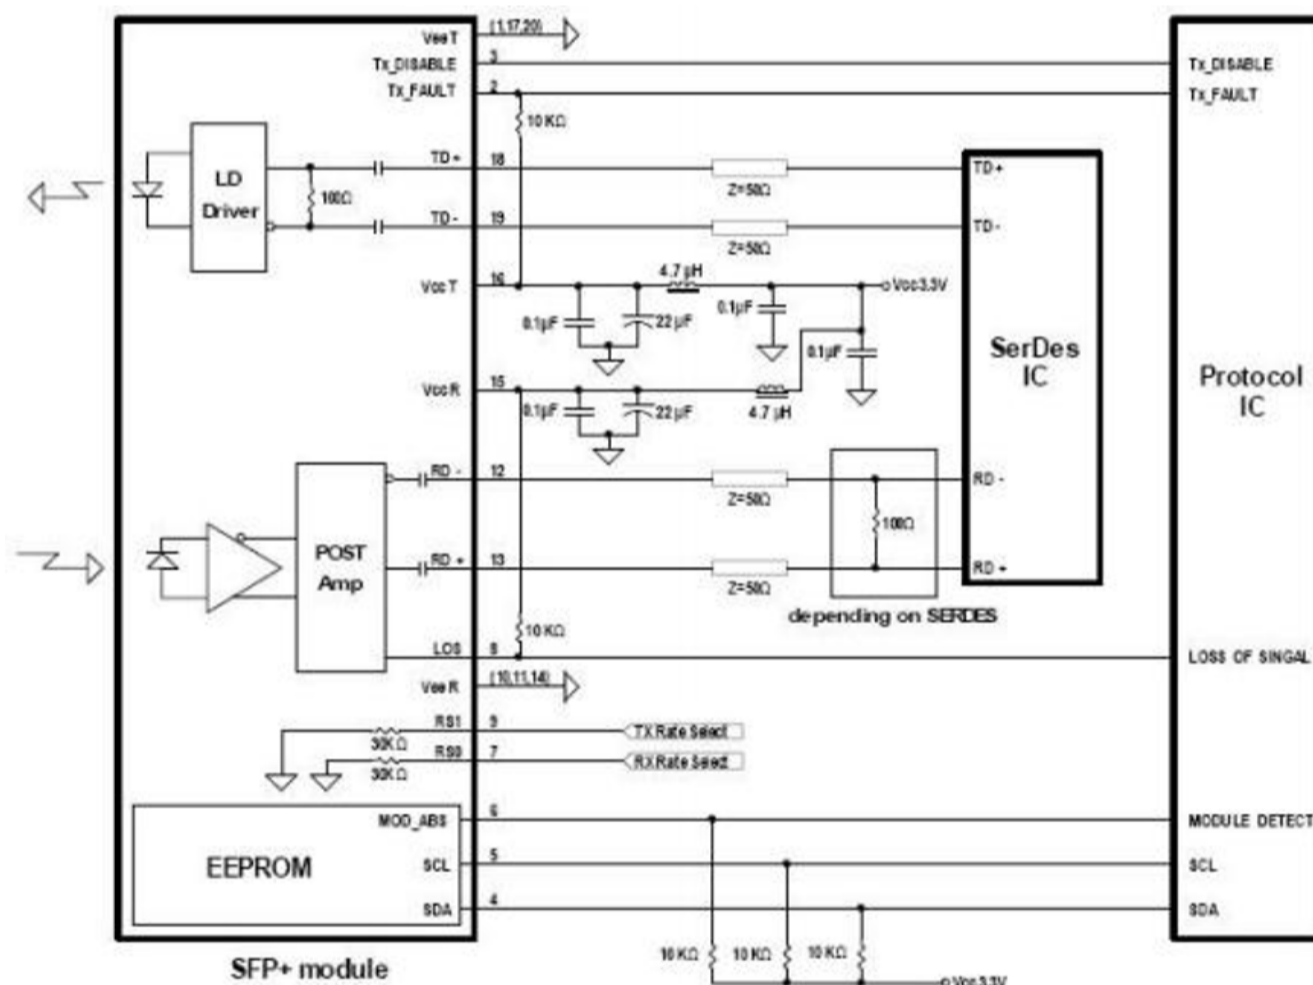 VeeT
(1,17,20)
Tx_DISABLE
3
Tx_DISABLE
Tx_FAULT
2
Tx_FAULT
10 KΩ
LD
Driver
100Ω
TD+
18
Z=50Ω
TD+
TD -
19
Z=50Ω
TD -
VccT
16
4.7 µH
Vcc3.3V
0.1µF
22 µF
0.1µF
0.1µF
SerDes
IC
Protocol
IC
VccR
15
0.1µF
22 µF
4.7 µH
RD -
12
Z=50Ω
RD -
100Ω
POST
Amp
RD +
13
Z=50Ω
RD +
depending on SERDES
10 KΩ
LOS
8
LOSS OF SINGAL
VeeR
(10,11,14)
RS1
9
TX Rate Select
30KΩ
RS0
7
RX Rate Select
30KΩ
MOD_ABS
6
MODULE DETECT
EEPROM
SCL
5
SCL
SDA
4
SDA
10 KΩ
10 KΩ
10 KΩ
Vcc3.3V
SFP+ module